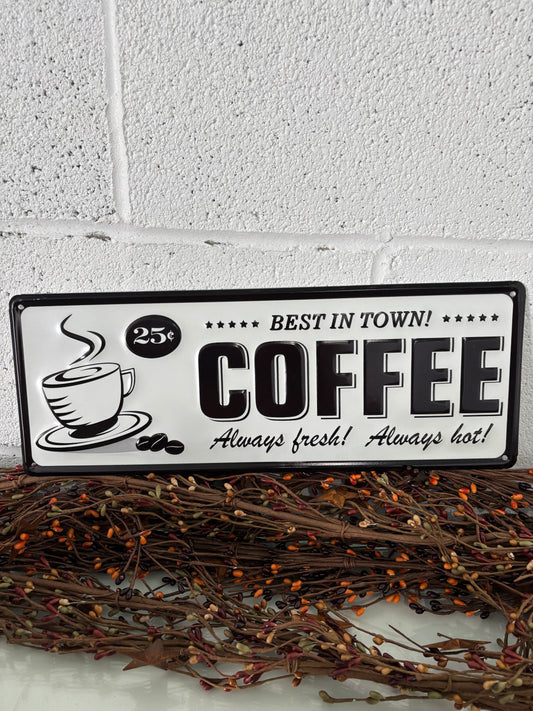 25¢
★★★★★ BEST IN TOWN! ★★★★★
COFFEE
Always fresh! Always hot!